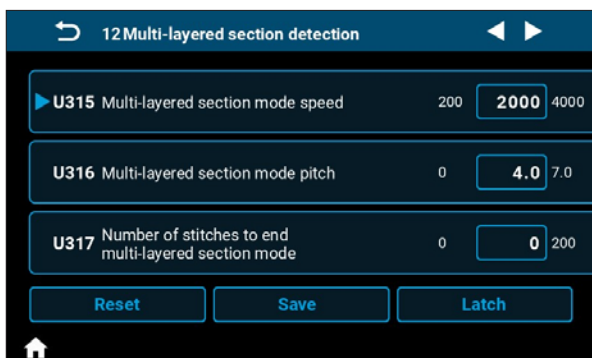 12 Multi-layered section detection
U315 Multi-layered section mode speed 200 2000 4000
U316 Multi-layered section mode pitch 0 4.0 7.0
U317 Number of stitches to end
multi-layered section mode 0 0 200
Reset Save Latch